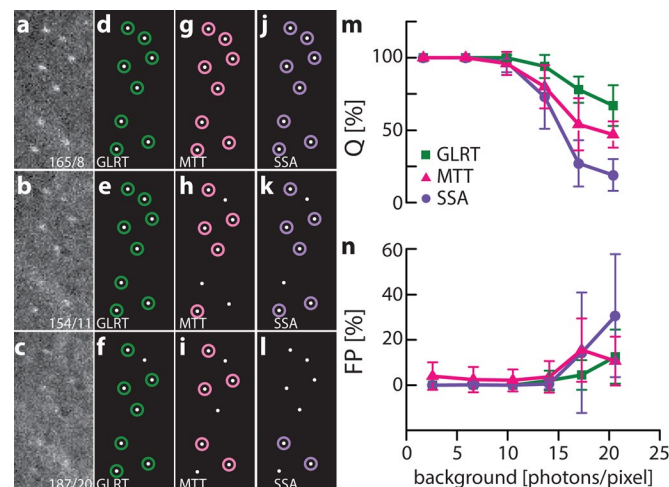 a
d
g
j
m
165/8
GLRT
MTT
SSA
b
e
h
k
154/11
GLRT
MTT
SSA
c
f
i
l
187/20
GLRT
MTT
SSA
Q [%]
100
50
0
GLRT
MTT
SSA
n
FP [%]
60
40
20
0
0
5
10
15
20
25
background [photons/pixel]